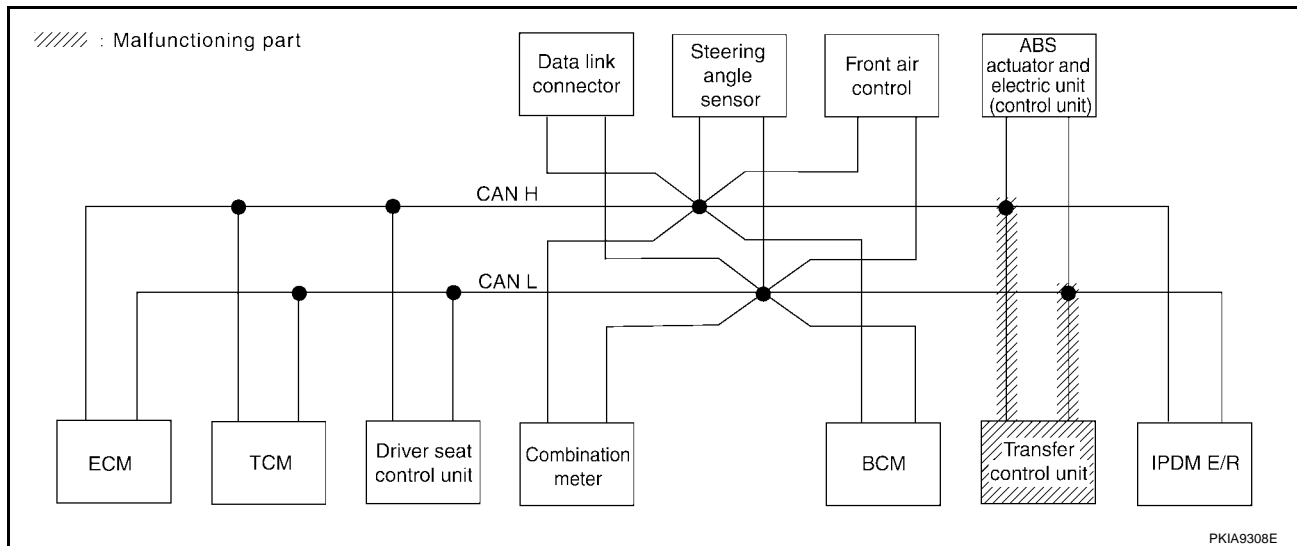 : Malfunctioning part
Data link
connector
Steering
angle
sensor
Front air
control
ABS
actuator and
electric unit
(control unit)
CAN H
CAN L
ECM
TCM
Driver seat
control unit
Combination
meter
BCM
Transfer
control unit
IPDM E/R
PKIA9308E